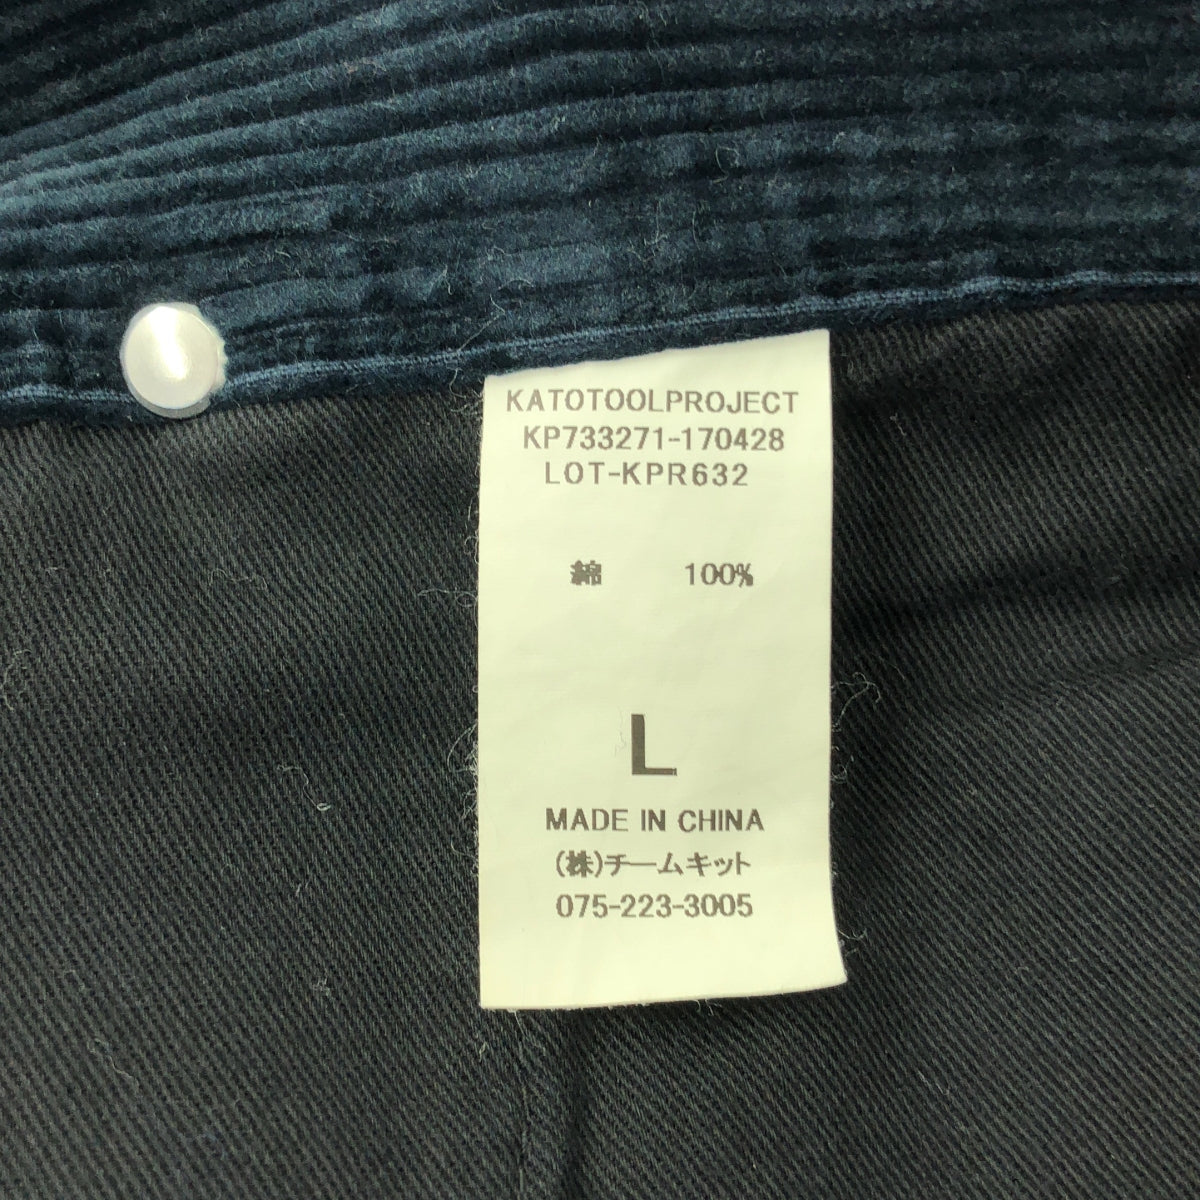 KATOTOOLPROJECT
KP733271-170428
LOT-KPR632
綿 100%
L
MADE IN CHINA
(株)チームキット
075-223-3005